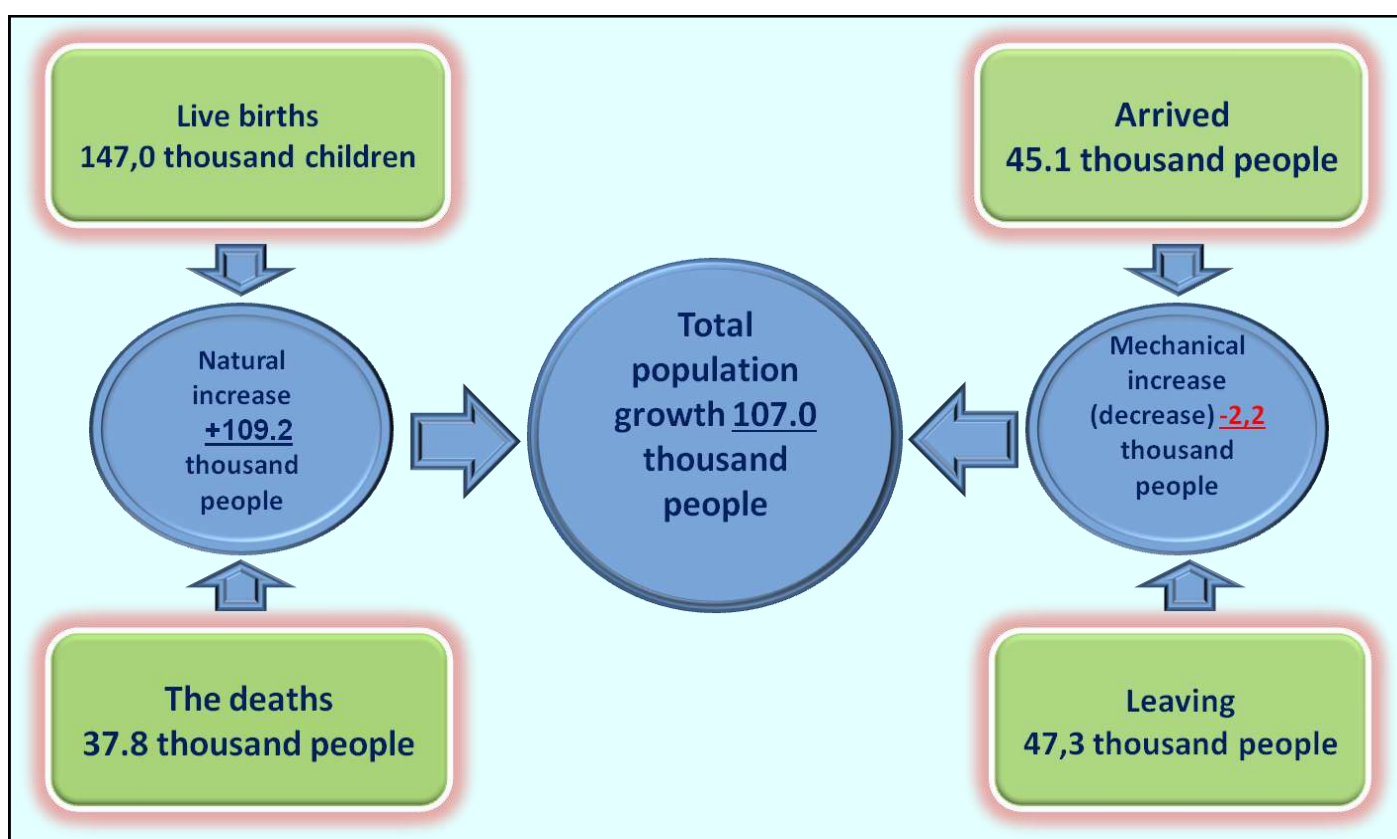 Live births
147,0 thousand children
Arrived
45.1 thousand people
Natural
increase
+109.2
thousand
people
Total
population
growth 107.0
thousand
people
Mechanical
increase
(decrease) -2,2
thousand
people
The deaths
37.8 thousand people
Leaving
47,3 thousand people